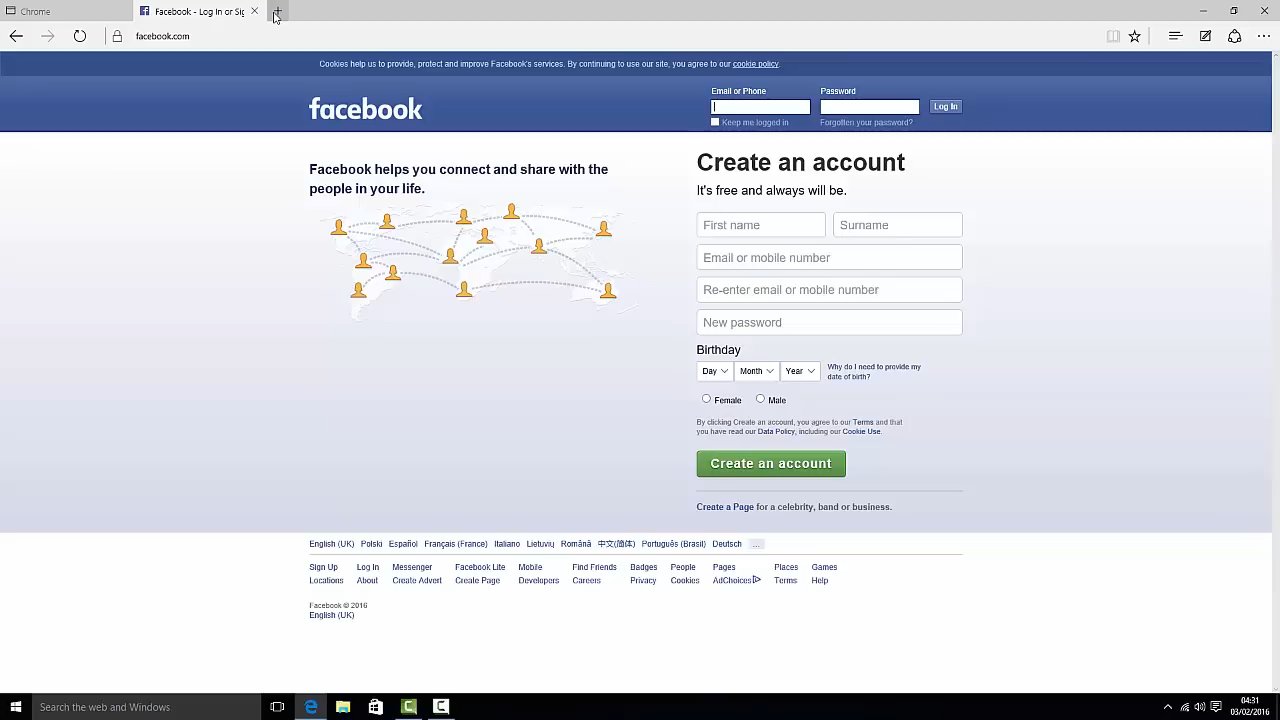 Chrome
Facebook - Log In or Sig
facebook.com
Cookies help us to provide, protect and improve Facebook's services. By continuing to use our site, you agree to our cookie policy.
facebook
Email or Phone
Password
Log In
Keep me logged in
Forgotten your password?
Facebook helps you connect and share with the
people in your life.
Create an account
It's free and always will be.
First name
Surname
Email or mobile number
Re-enter email or mobile number
New password
Birthday
Day
Month
Year
Why do I need to provide my
date of birth?
Female
Male
By clicking Create an account, you agree to our Terms and that
you have read our Data Policy, including our Cookie Use.
Create an account
Create a Page for a celebrity, band or business.
English (UK) Polski Español Français (France) Italiano Lietuvių Română 中文(简体) Português (Brasil) Deutsch ...
Sign Up Log In Messenger Facebook Lite Mobile Find Friends Badges People Pages Places Games
Locations About Create Advert Create Page Developers Careers Privacy Cookies AdChoices Terms Help
Facebook © 2016
English (UK)
Search the web and Windows
04:31
03/02/2016